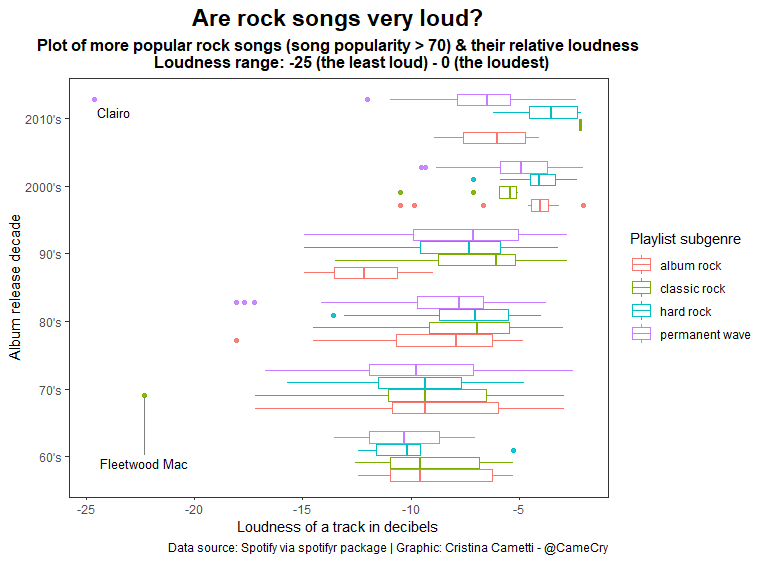 Are rock songs very loud?
Plot of more popular rock songs (song popularity > 70) & their relative loudness
Loudness range: -25 (the least loud) - 0 (the loudest)
Album release decade
2010's
2000's
90's
80's
70's
60's
Clairo
Fleetwood Mac
-25
-20
-15
-10
-5
Loudness of a track in decibels
Playlist subgenre
album rock
classic rock
hard rock
permanent wave
Data source: Spotify via spotifyr package | Graphic: Cristina Cametti - @CameCry